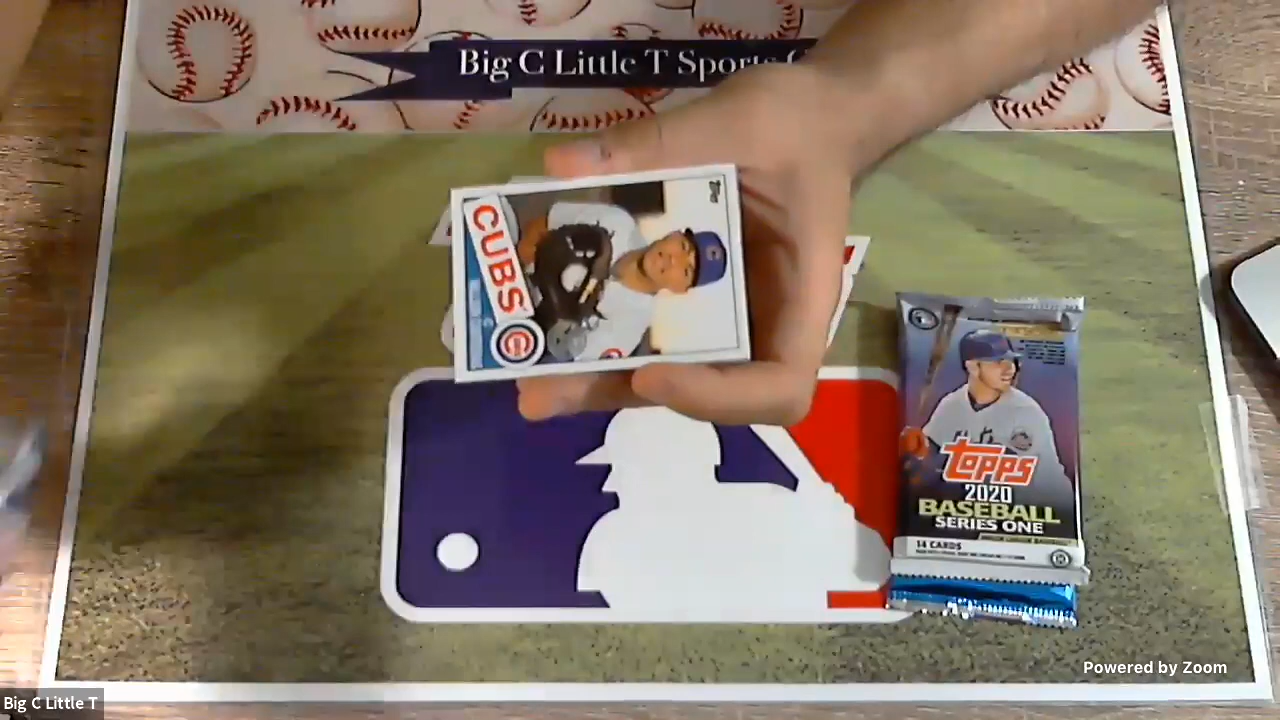 Big C Little T Sports
topps
CUBS
C
topps
2020
BASEBALL
SERIES ONE
14 CARDS
Powered by Zoom
Big C Little T